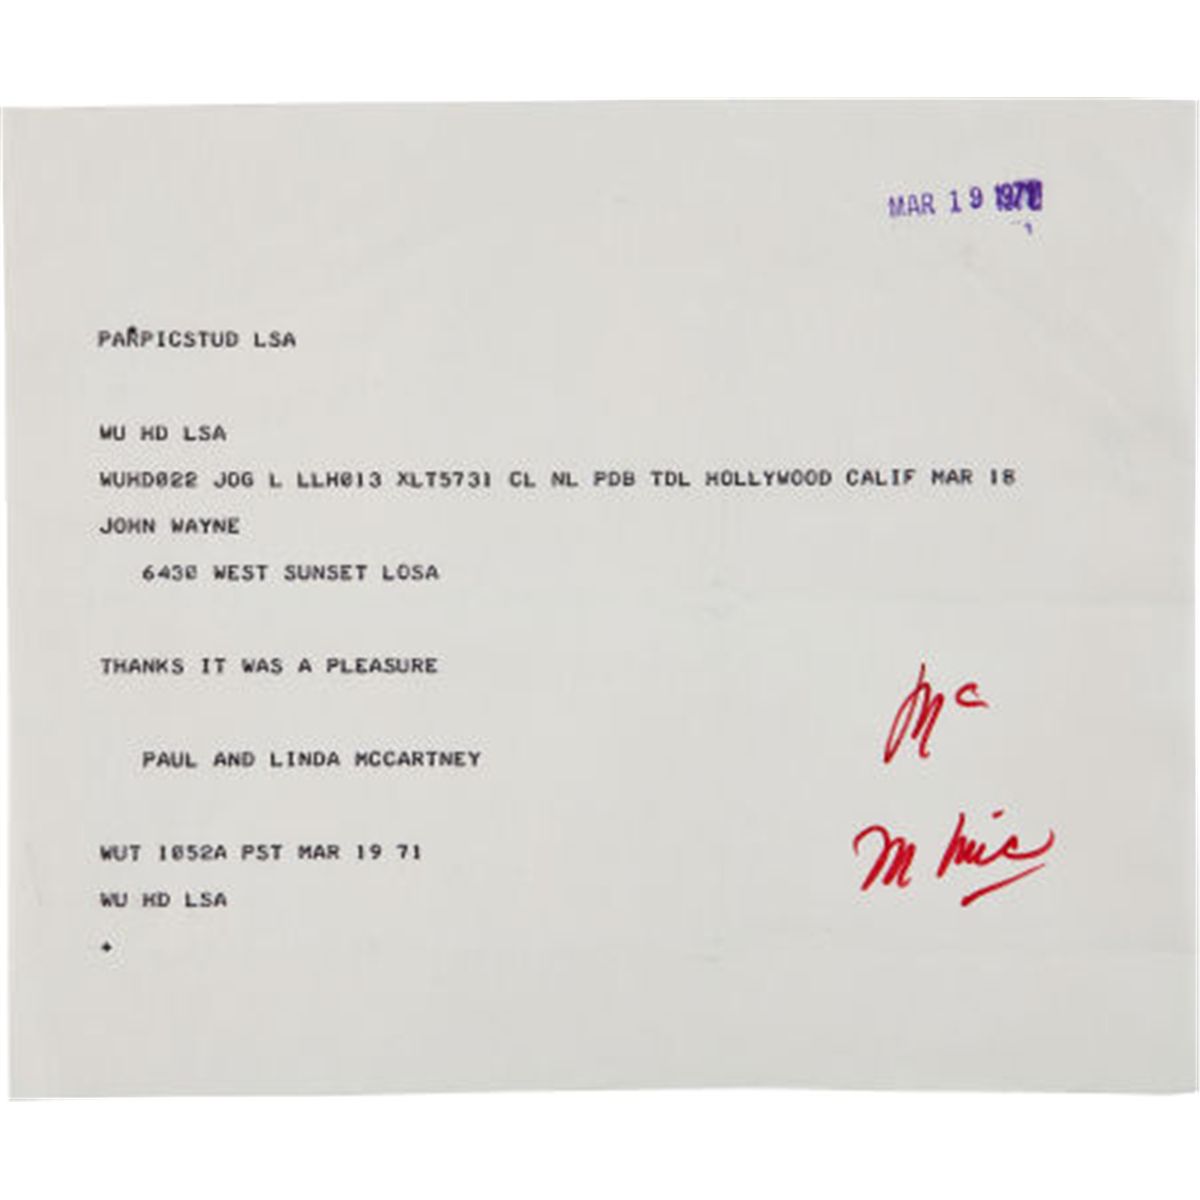 MAR 19 1971
PARPICSTUD LSA
WU HD LSA
WUHD022 JOG L LLH013 XLT5731 CL NL PDB TDL HOLLYWOOD CALIF MAR 18
JOHN WAYNE
6430 WEST SUNSET LOSA
THANKS IT WAS A PLEASURE
Mc
PAUL AND LINDA MCCARTNEY
M
WUT 1052A PST MAR 19 71
WU HD LSA
+